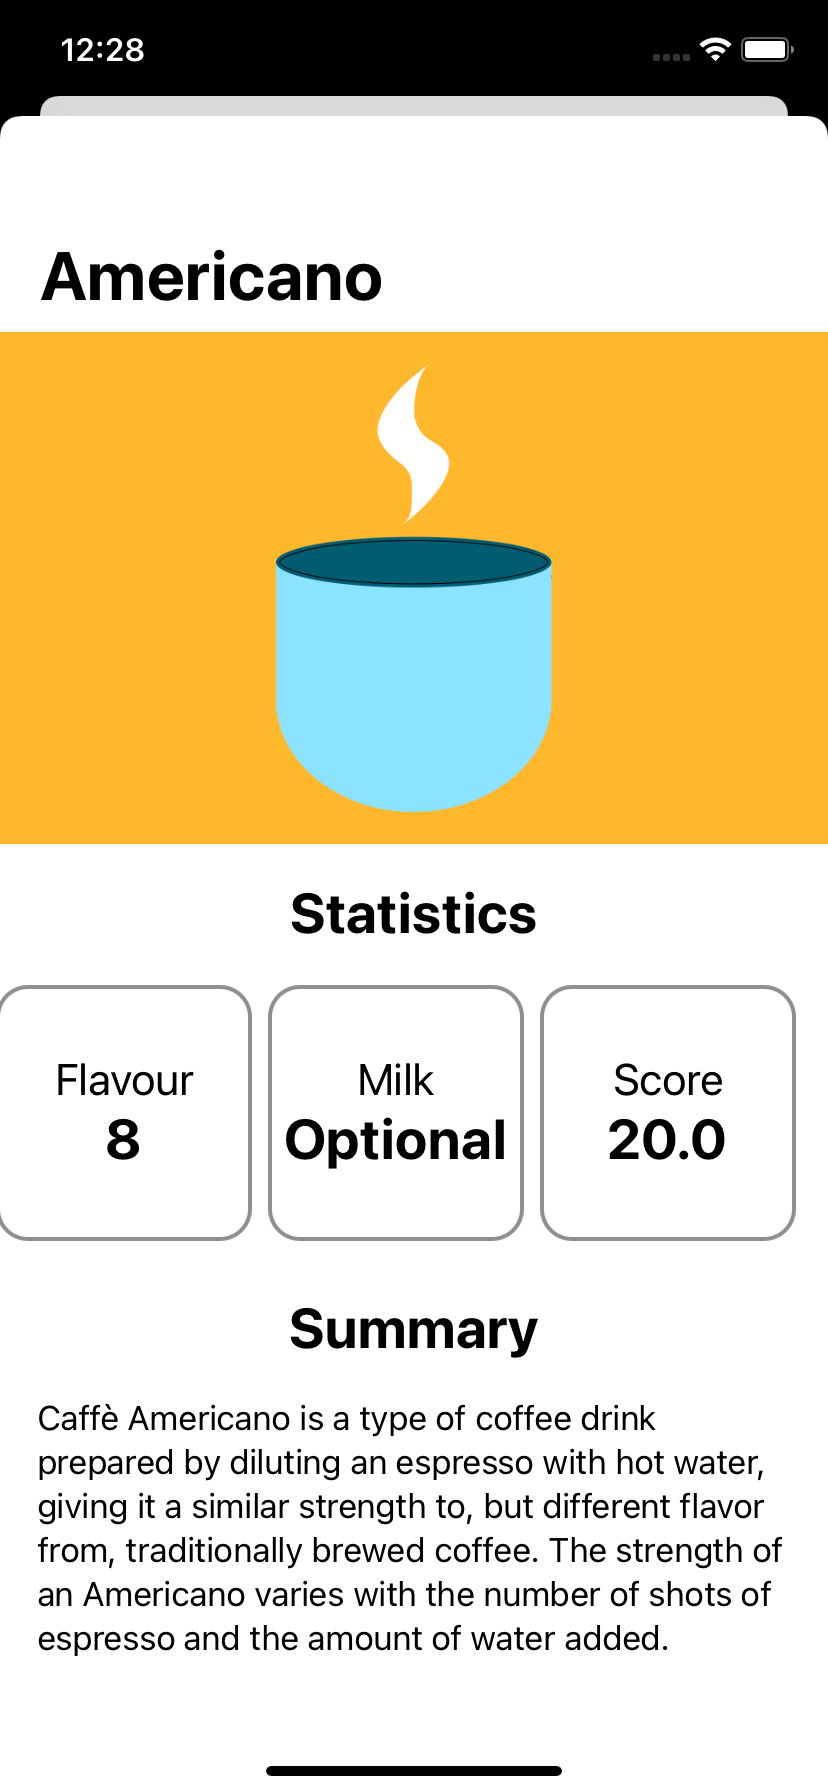 12:28
Americano
Statistics
Flavour
8
Milk
Optional
Score
20.0
Summary
Caffè Americano is a type of coffee drink
prepared by diluting an espresso with hot water,
giving it a similar strength to, but different flavor
from, traditionally brewed coffee. The strength of
an Americano varies with the number of shots of
espresso and the amount of water added.